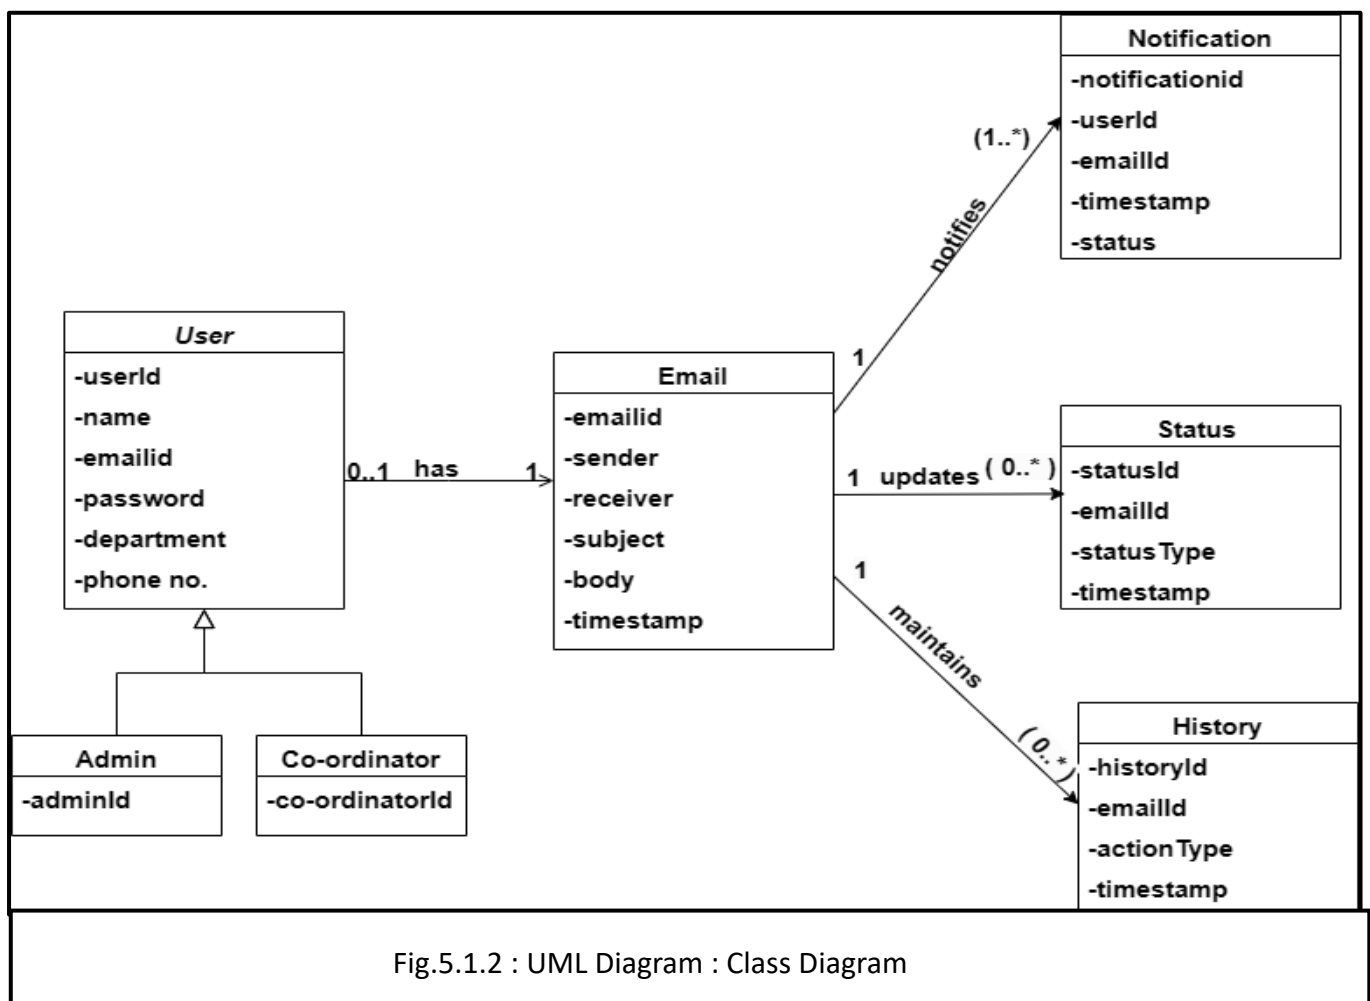 Notification
-notificationid
-userId
-emailId
-timestamp
-status
(1..*)
notifies
1
User
-userId
-name
-emailid
-password
-department
-phone no.
0..1 has 1
Email
-emailid
-sender
-receiver
-subject
-body
-timestamp
1 updates ( 0..* )
Status
-statusId
-emailId
-statusType
-timestamp
1
maintains
( 0.. * )
History
-historyId
-emailId
-actionType
-timestamp
Admin
-adminId
Co-ordinator
-co-ordinatorId
Fig.5.1.2 : UML Diagram : Class Diagram